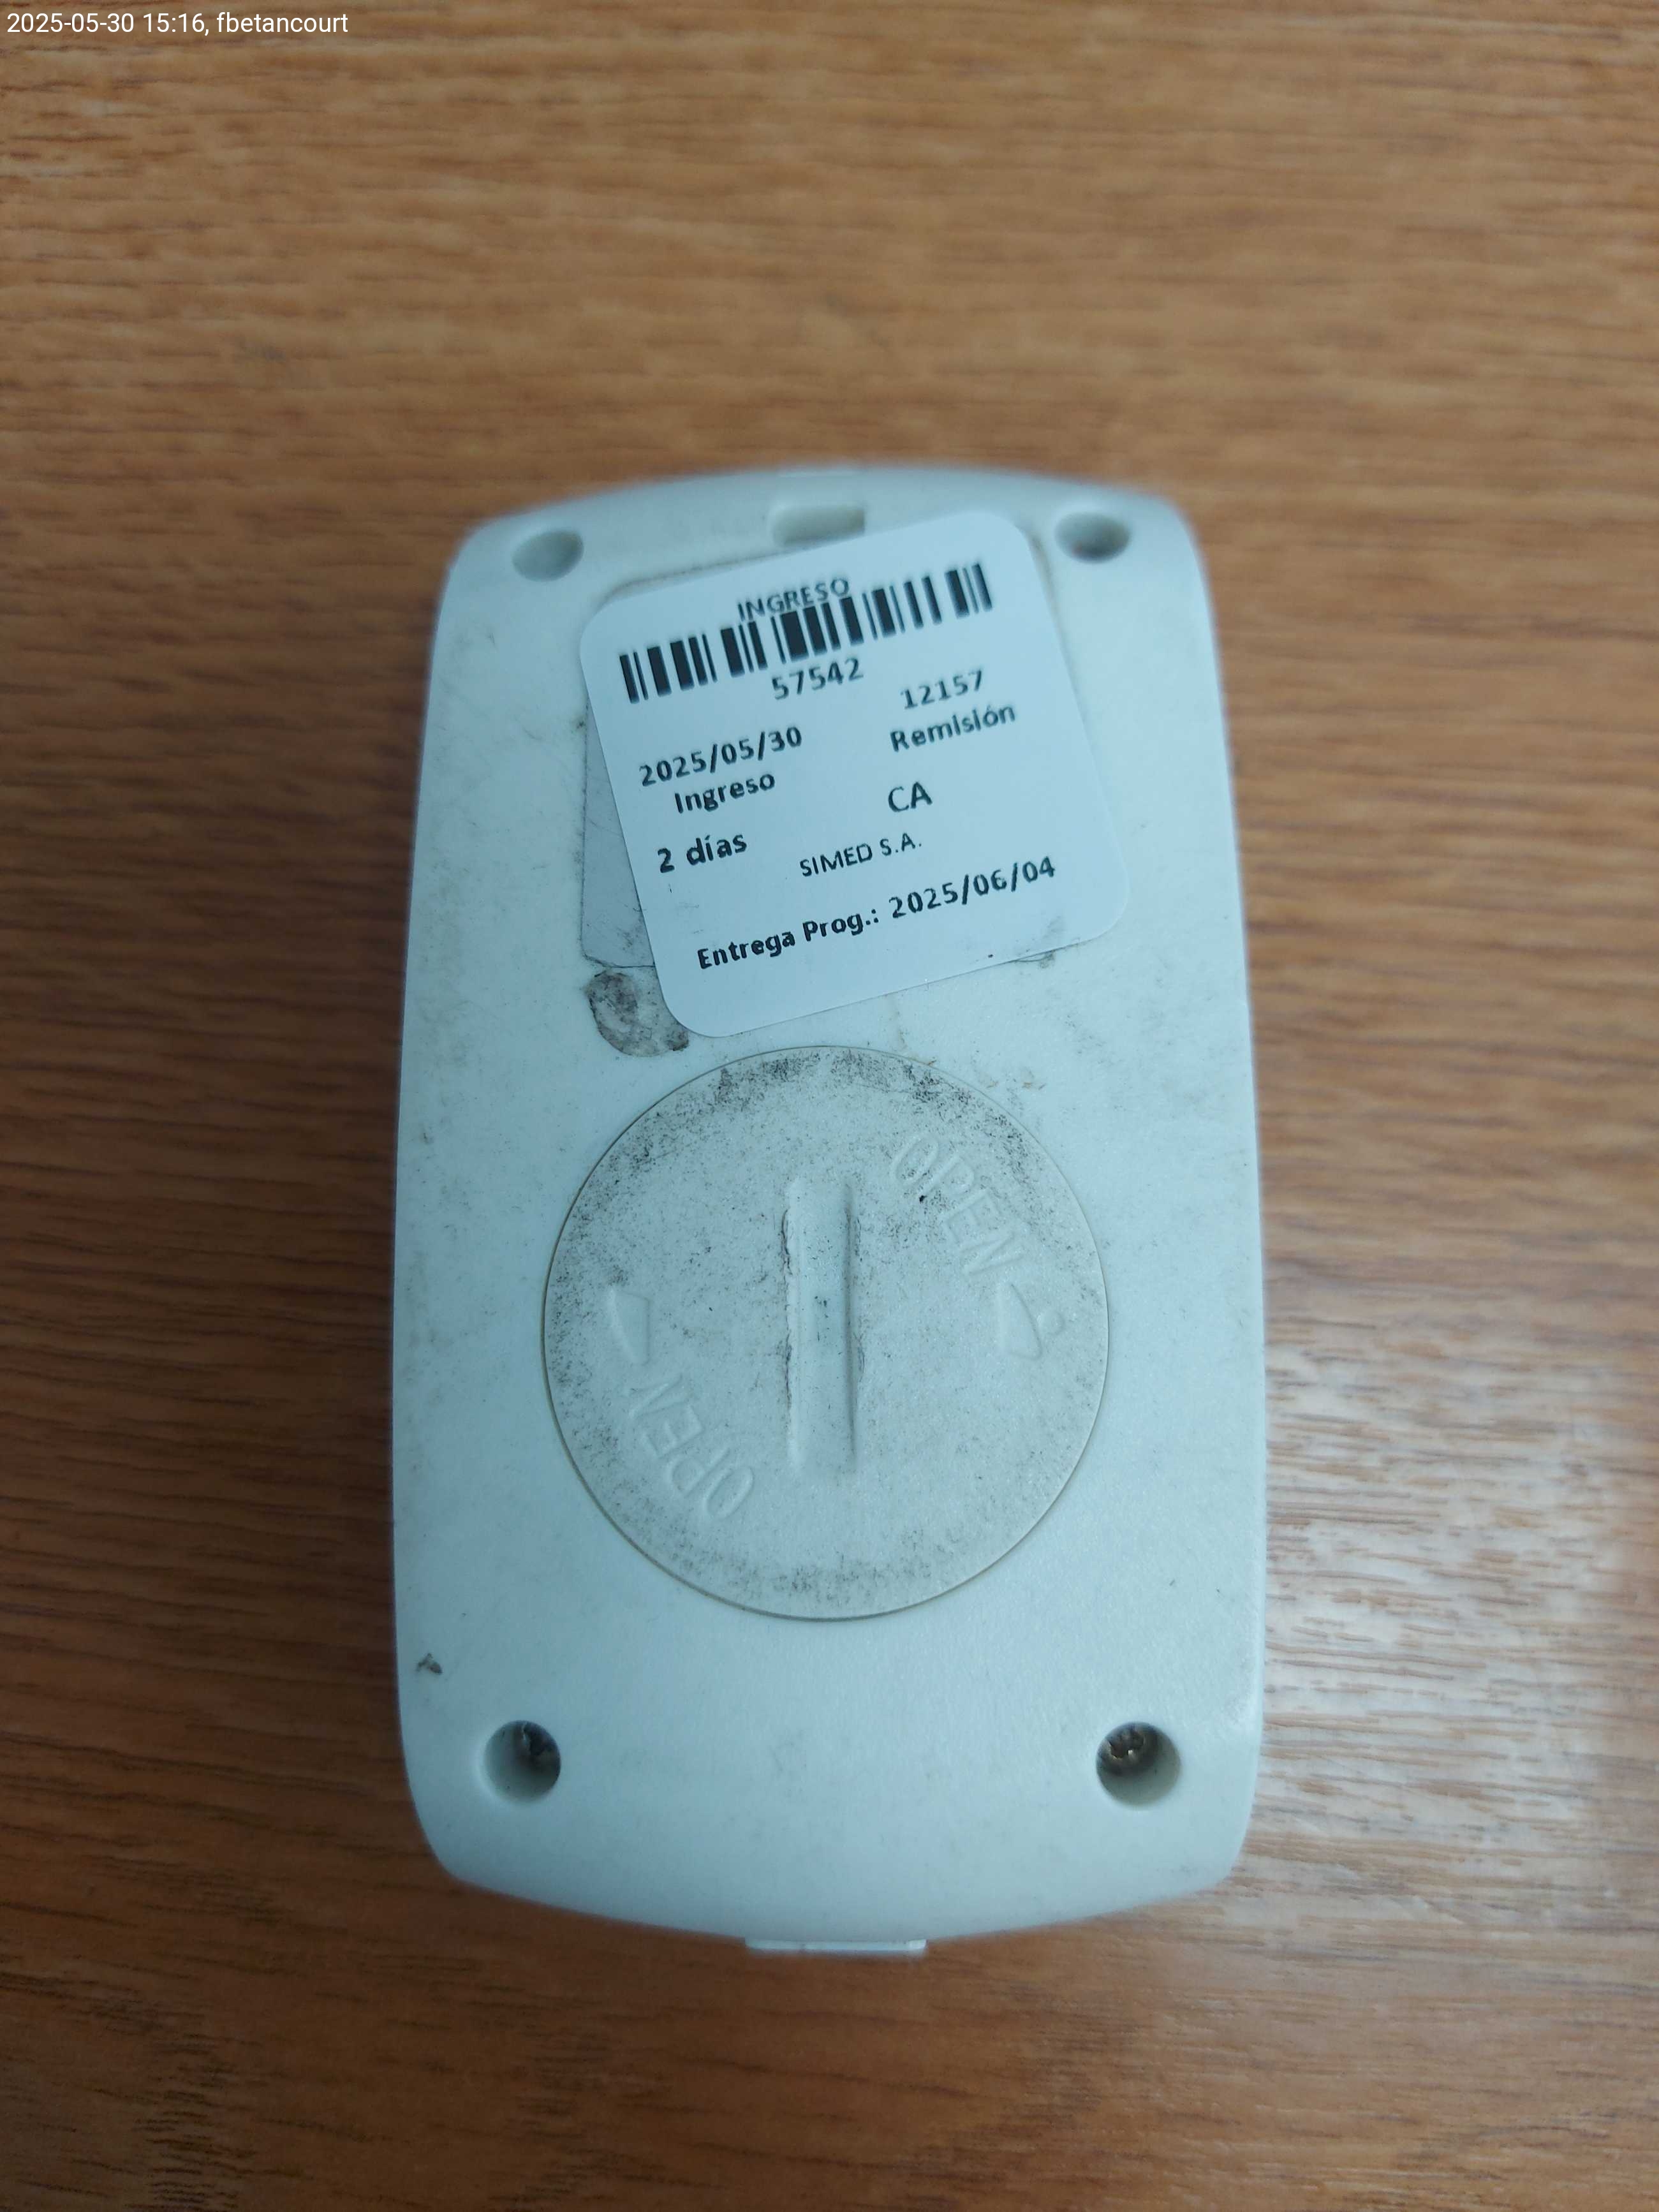 2025-05-30 15:16, fbetancourt
INGRESO
57542
12157
Remisión
2025/05/30
Ingreso
CA
2 días
SIMED S.A.
Entrega Prog.: 2025/06/04
OPEN
OPEN